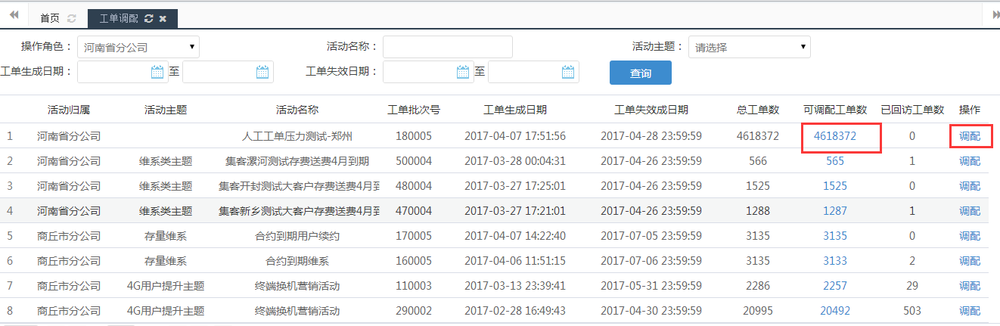 首页 工单调配
操作角色： 河南省分公司 活动名称： 活动主题： 请选择
工单生成日期： 至 工单失效日期： 至 查询
活动归属 活动主题 活动名称 工单批次号 工单生成日期 工单失效成日期 总工单数 可调配工单数 已回访工单数 操作
1 河南省分公司 人工工单压力测试-郑州 180005 2017-04-07 17:51:56 2017-04-28 23:59:59 4618372 4618372 0 调配
2 河南省分公司 维系类主题 集客漯河测试存费送费4月到期 500004 2017-03-28 00:04:31 2017-04-26 23:59:59 566 565 1 调配
3 河南省分公司 维系类主题 集客开封测试大客户存费送费4月到 480004 2017-03-27 17:25:01 2017-04-26 23:59:59 1525 1525 0 调配
4 河南省分公司 维系类主题 集客新乡测试大客户存费送费4月到 470004 2017-03-27 17:21:01 2017-04-26 23:59:59 1288 1287 1 调配
5 商丘市分公司 存量维系 合约到期用户续约 170005 2017-04-07 14:22:40 2017-07-05 23:59:59 3135 3135 0 调配
6 商丘市分公司 存量维系 合约到期维系 160005 2017-04-06 11:51:15 2017-07-06 23:59:59 3135 3133 2 调配
7 商丘市分公司 4G用户提升主题 终端换机营销活动 110003 2017-03-13 23:39:41 2017-05-31 23:59:59 2286 2257 29 调配
8 商丘市分公司 4G用户提升主题 终端换机营销活动 290002 2017-02-28 16:49:43 2017-04-30 23:59:59 20995 20492 503 调配